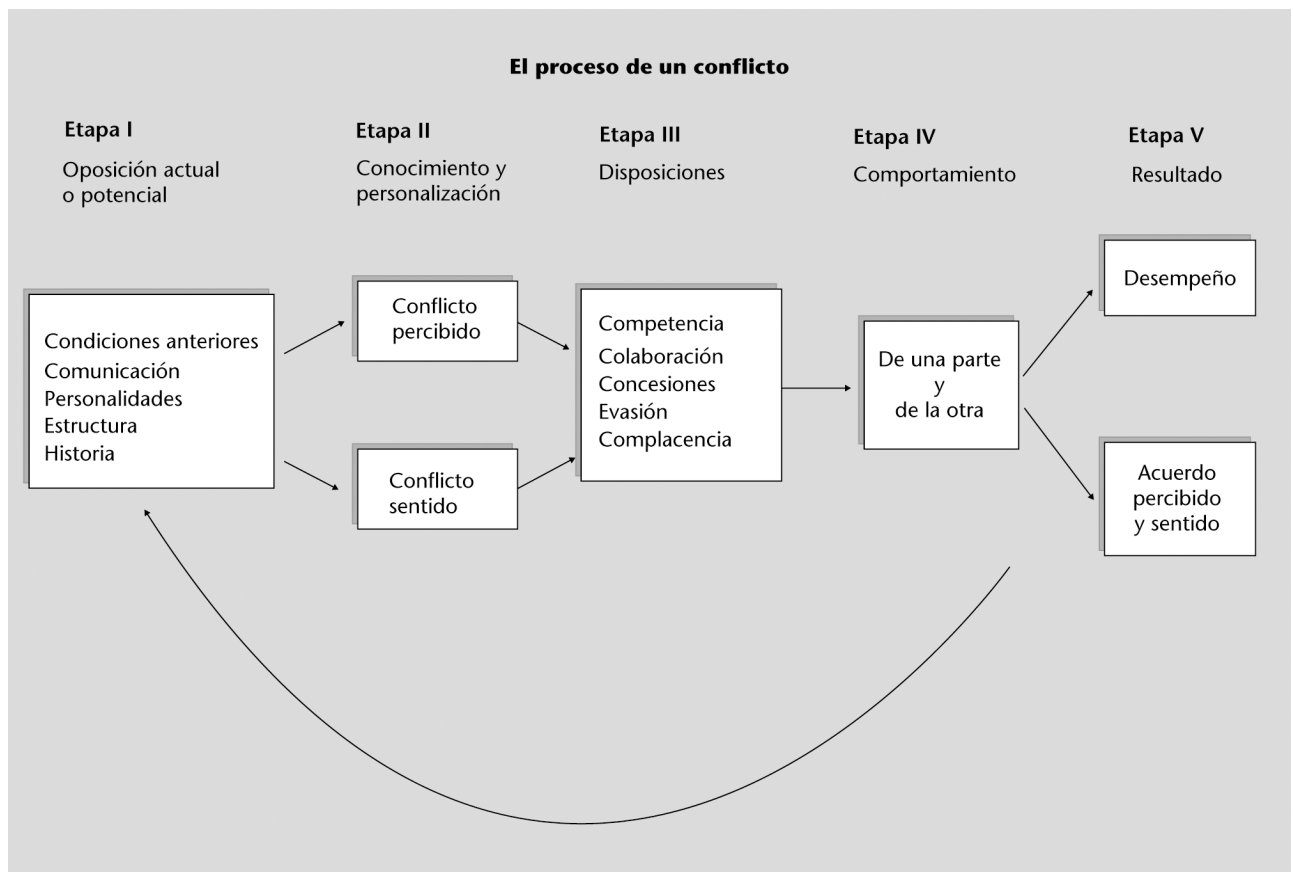 El proceso de un conflicto
Etapa I
Oposición actual
o potencial
Etapa II
Conocimiento y
personalización
Etapa III
Disposiciones
Etapa IV
Comportamiento
Etapa V
Resultado
Condiciones anteriores
Comunicación
Personalidades
Estructura
Historia
Conflicto
percibido
Conflicto
sentido
Competencia
Colaboración
Concesiones
Evasión
Complacencia
De una parte
y
de la otra
Desempeño
Acuerdo
percibido
y sentido